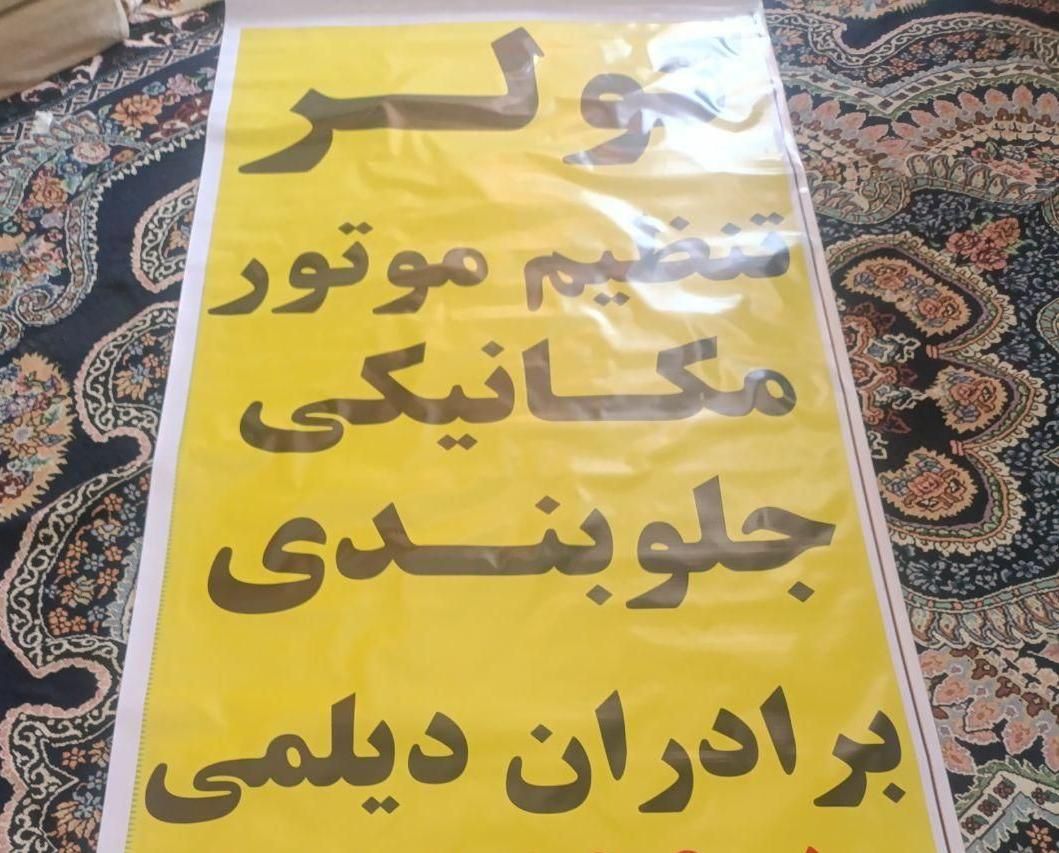 تنظیم موتور
مکانیکی
جلوبندی
برادران دیلمی